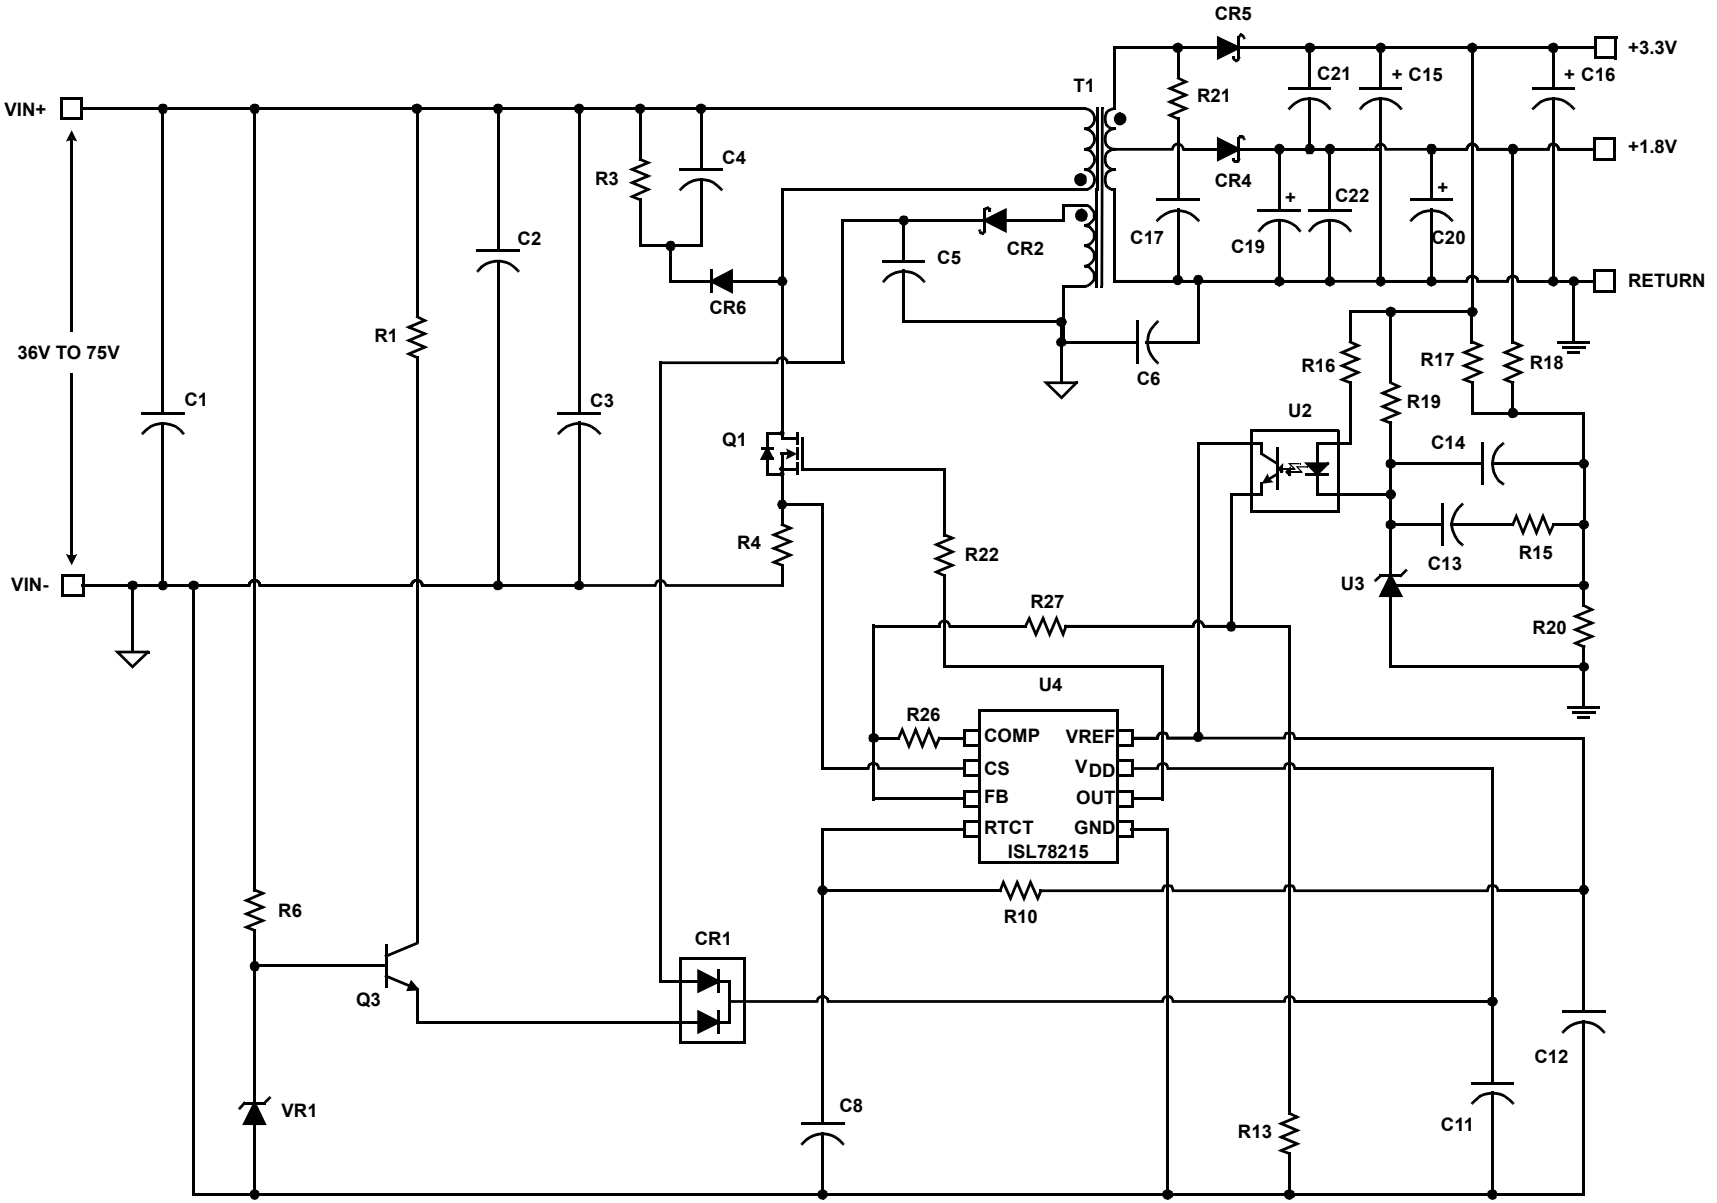 CR5
+3.3V
T1
C21
+ C15
+ C16
R21
VIN+
C4
+1.8V
R3
CR4
C22
+
+
C2
C17
C19
C20
CR2
C5
CR6
RETURN
R1
36V TO 75V
R16
R17
R18
C6
C1
C3
R19
U2
Q1
C14
R4
R22
C13
R15
VIN-
U3
R27
R20
U4
R26
COMP
VREF
CS
VDD
FB
OUT
RTCT
GND
ISL78215
R6
R10
CR1
Q3
C12
VR1
C8
R13
C11